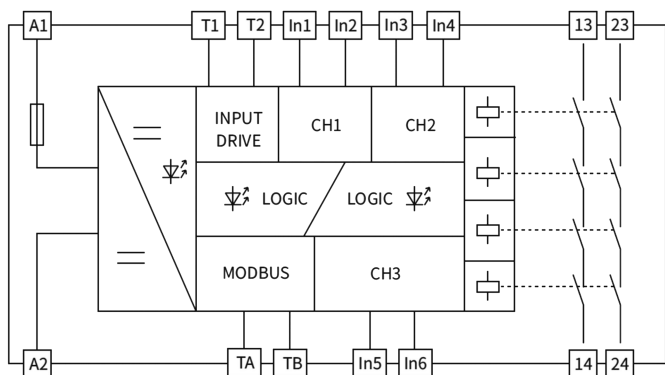 A1 T1 T2 In1 In2 In3 In4 13 23
INPUT
DRIVE
CH1
CH2
LOGIC
LOGIC
MODBUS
CH3
A2 TA TB In5 In6 14 24